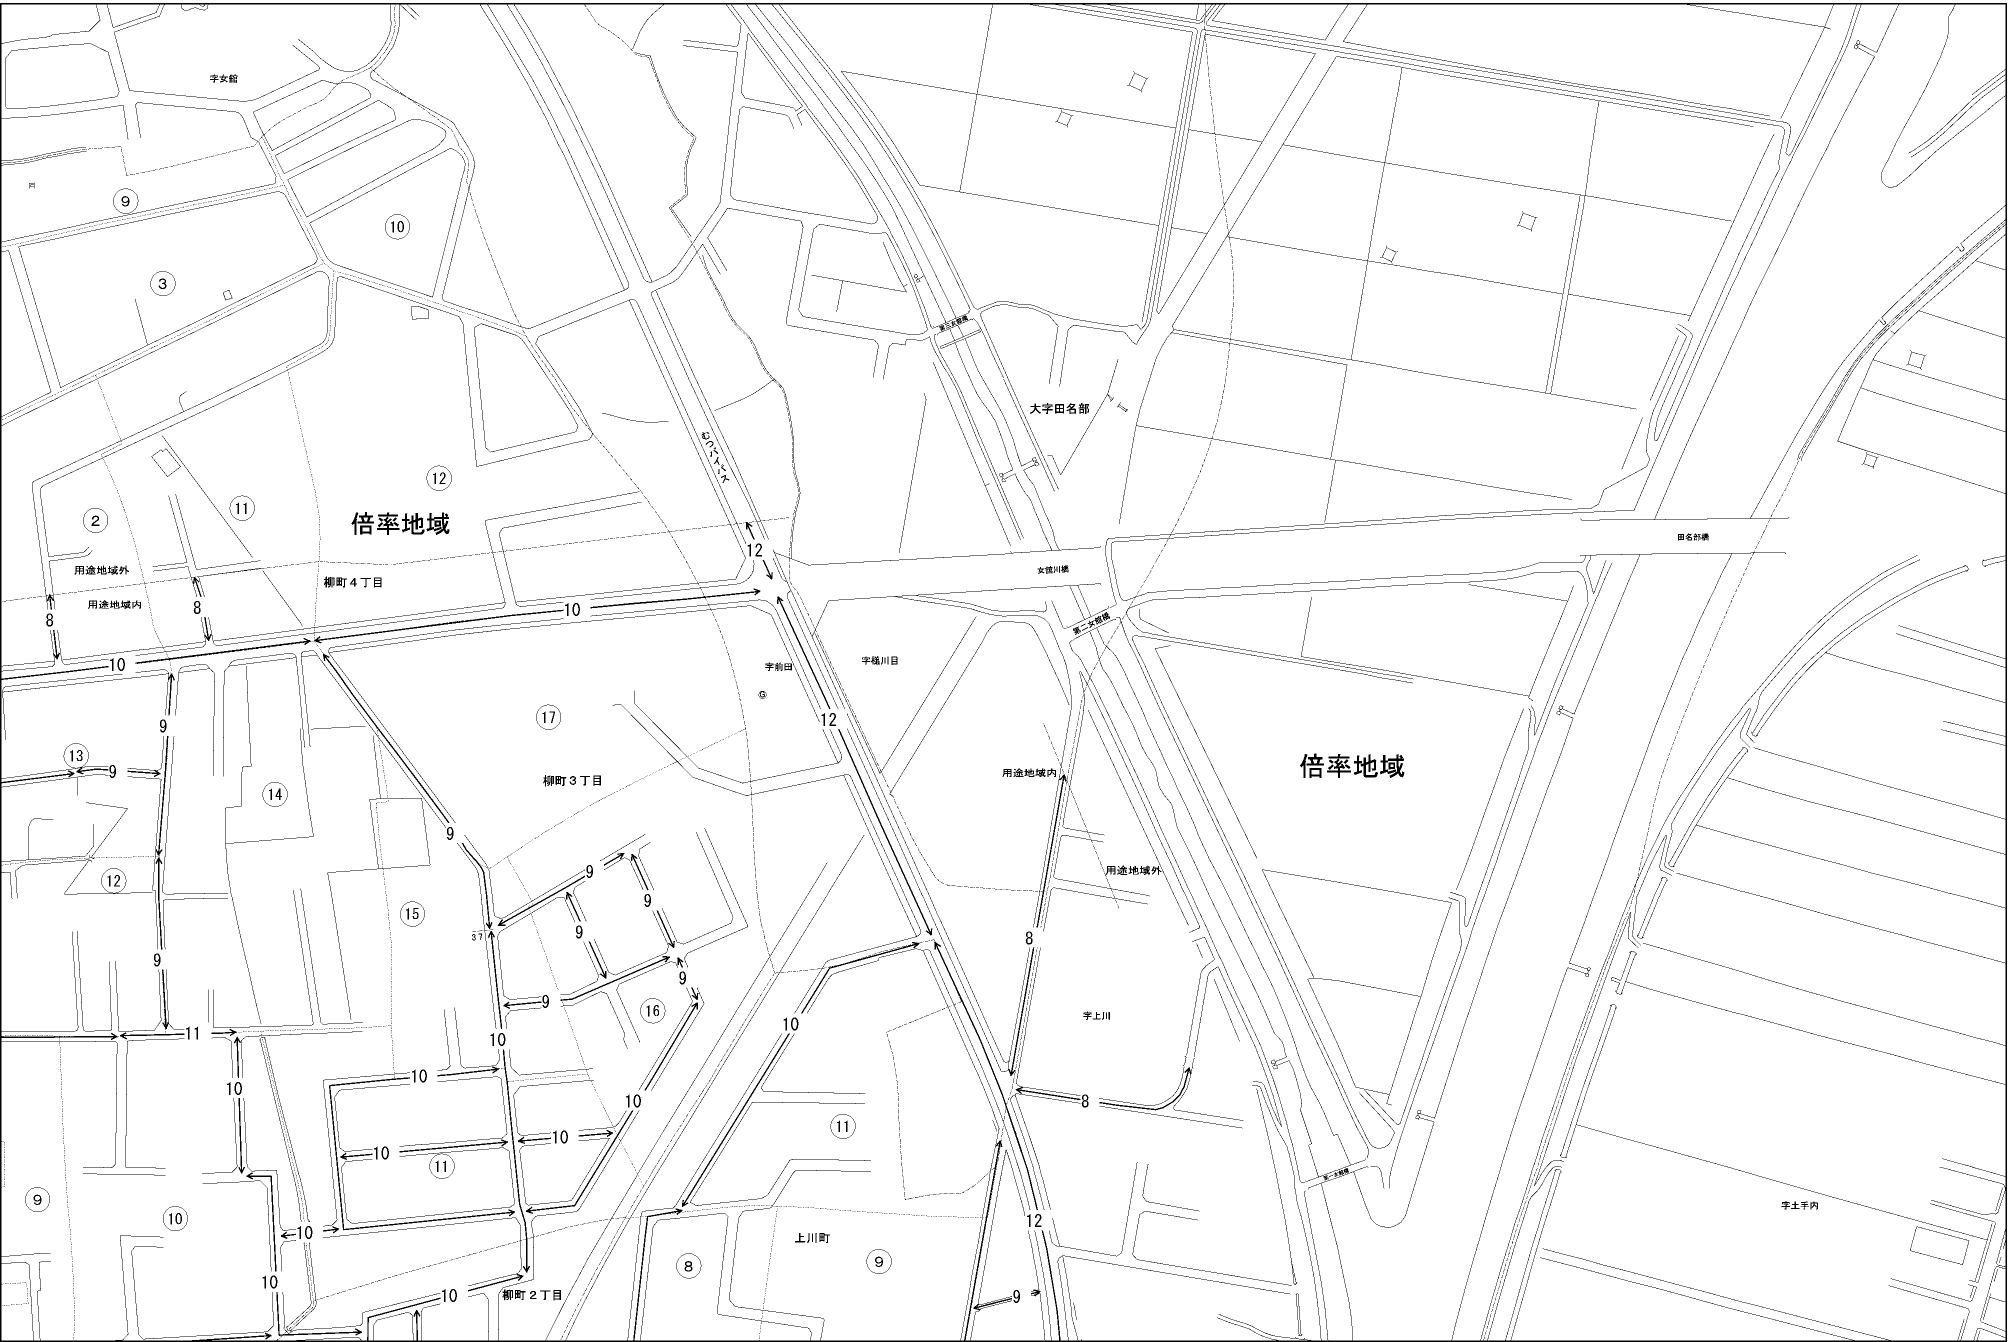 字女館
⑨
⑩
③
大字田名部
むつバイパス
⑫
⑪
②
倍率地域
12
田名部橋
用途地域外
女館川橋
柳町4丁目
用途地域内
8
8
10
第二女館橋
10
字前田
字樋川目
G
9
⑰
12
⑬
9
用途地域内
倍率地域
柳町3丁目
⑭
9
用途地域外
9
⑫
9
⑮
9
37
8
9
9
9
9
⑯
字上川
10
11
10
10
10
10
8
⑪
10
10
⑪
⑨
字土手内
⑩
12
10
上川町
⑨
⑧
10
10
柳町2丁目
9